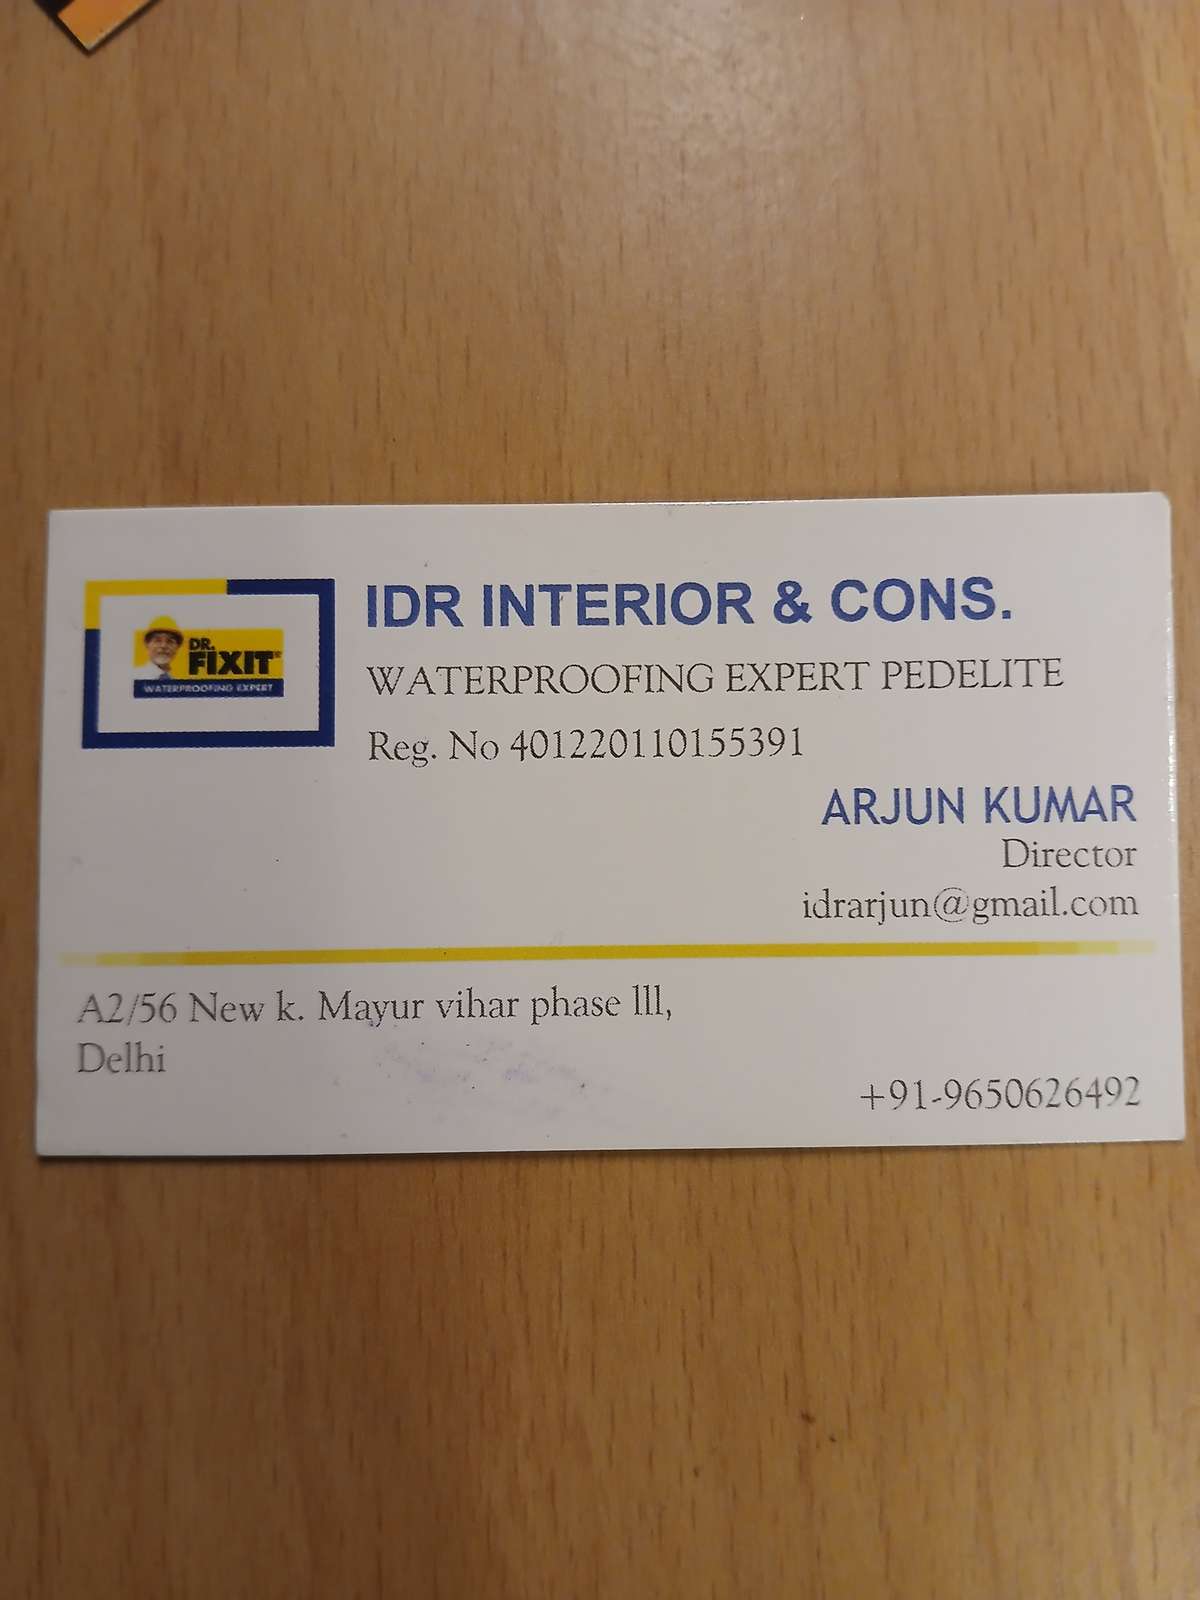 DR.
FIXIT®
WATERPROOFING EXPERT
IDR INTERIOR & CONS.
WATERPROOFING EXPERT PEDELITE
Reg. No 401220110155391
ARJUN KUMAR
Director
idrarjun@gmail.com
A2/56 New k. Mayur vihar phase lll,
Delhi
+91-9650626492